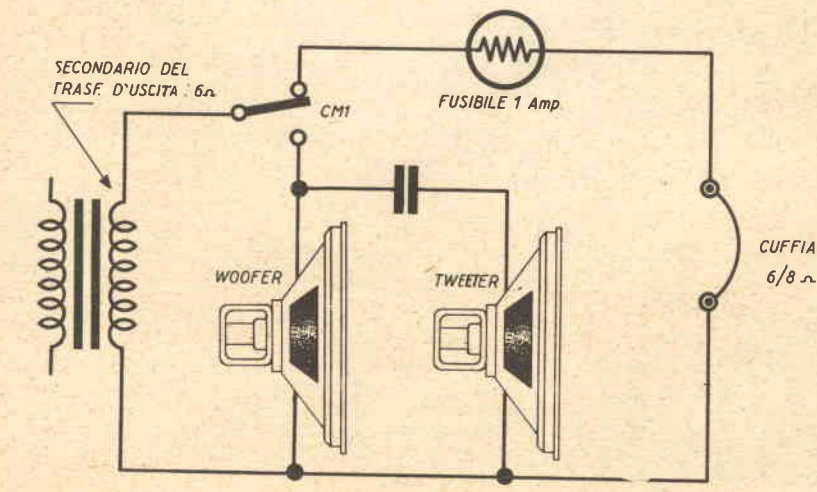 SECONDARIO DEL
TRASF. D'USCITA : 6Ω
CM1
FUSIBILE 1 Amp.
WOOFER
TWEETER
CUFFIA
6/8 Ω